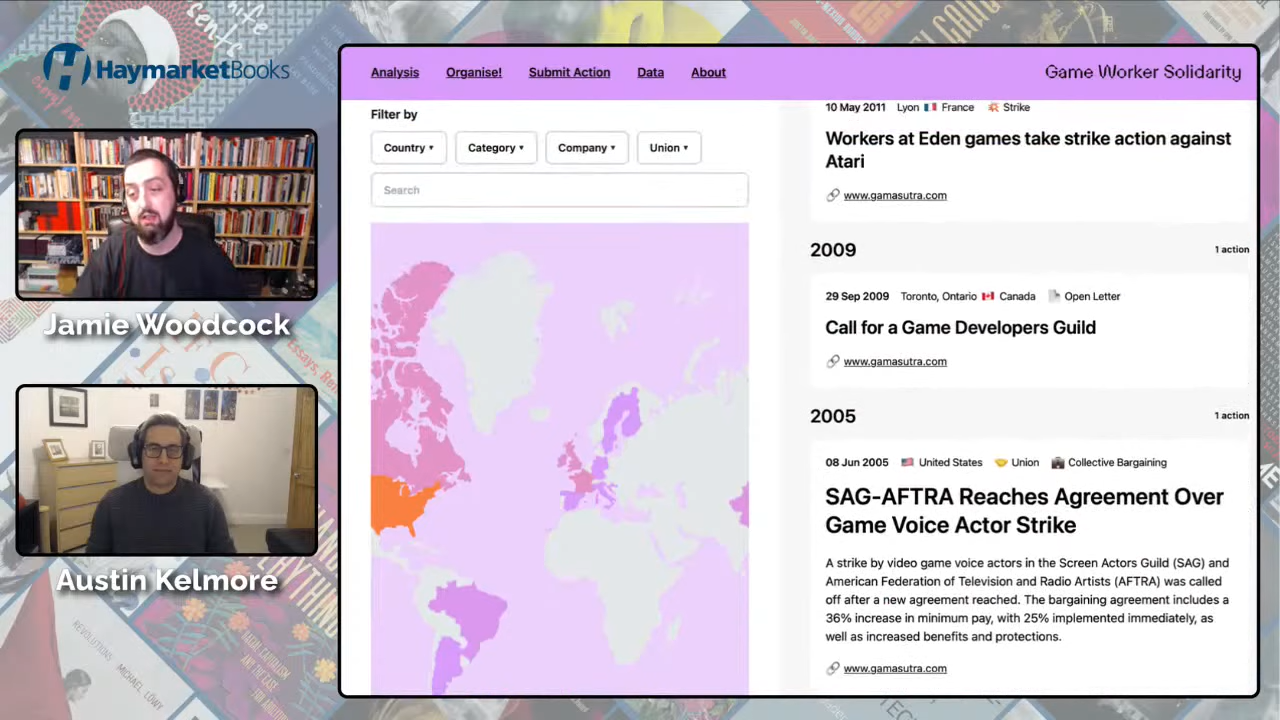 HaymarketBooks
Jamie Woodcock
Austin Kelmore
Analysis Organise! Submit Action Data About
Game Worker Solidarity
Filter by
Country ▾ Category ▾ Company ▾ Union ▾
Search
10 May 2011 Lyon France Strike
Workers at Eden games take strike action against
Atari
www.gamasutra.com
2009 1 action
29 Sep 2009 Toronto, Ontario Canada Open Letter
Call for a Game Developers Guild
www.gamasutra.com
2005 1 action
08 Jun 2005 United States Union Collective Bargaining
SAG-AFTRA Reaches Agreement Over
Game Voice Actor Strike
A strike by video game voice actors in the Screen Actors Guild (SAG) and
American Federation of Television and Radio Artists (AFTRA) was called
off after a new agreement reached. The bargaining agreement includes a
36% increase in minimum pay, with 25% implemented immediately, as
well as increased benefits and protections.
www.gamasutra.com